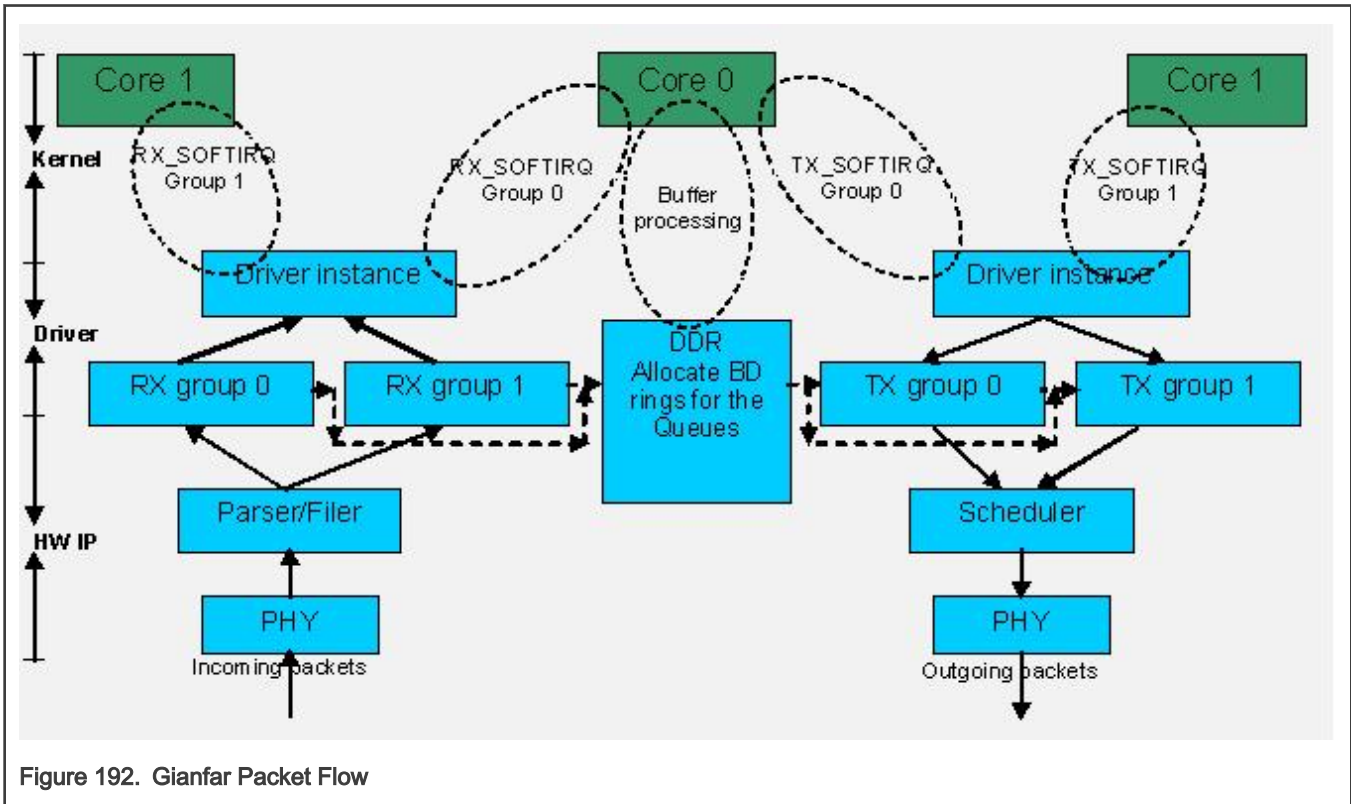 Core 1
Core 0
Core 1
Kernel
RX_SOFTIRQ
Group 1
RX_SOFTIRQ
Group 0
Buffer
processing
TX_SOFTIRQ
Group 0
TX_SOFTIRQ
Group 1
Driver instance
Driver instance
Driver
DDR
Allocate BD
rings for the
Queues
RX group 0
RX group 1
TX group 0
TX group 1
Parser/Filer
Scheduler
HW IP
PHY
PHY
Incoming packets
Outgoing packets
Figure 192. Gianfar Packet Flow